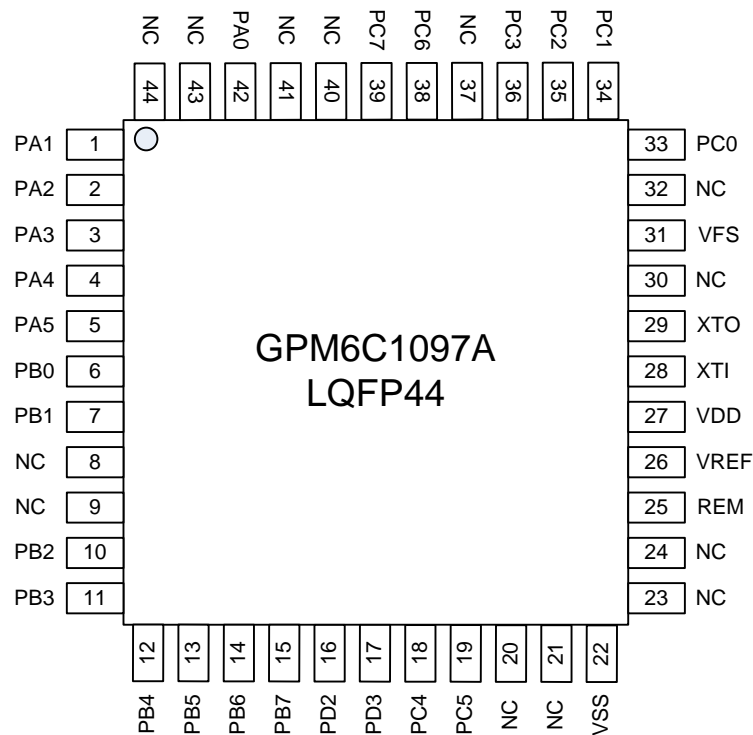 NC
NC
PA0
NC
NC
PC7
PC6
NC
PC3
PC2
PC1
44
43
42
41
40
39
38
37
36
35
34
PA1 1
PA2 2
PA3 3
PA4 4
PA5 5
PB0 6
PB1 7
NC 8
NC 9
PB2 10
PB3 11
GPM6C1097A
LQFP44
33 PC0
32 NC
31 VFS
30 NC
29 XTO
28 XTI
27 VDD
26 VREF
25 REM
24 NC
23 NC
12
13
14
15
16
17
18
19
20
21
22
PB4
PB5
PB6
PB7
PD2
PD3
PC4
PC5
NC
NC
VSS